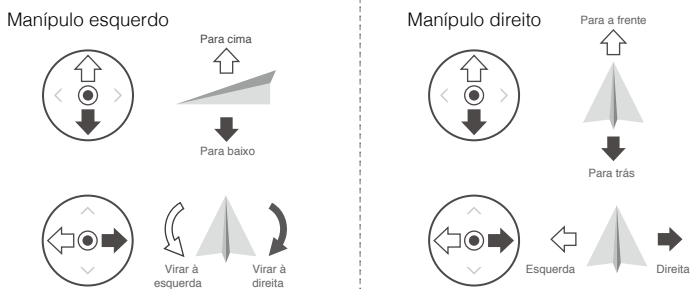 Manípulo esquerdo
Para cima
Para baixo
Virar à
esquerda
Virar à
direita
Manípulo direito
Para a frente
Para trás
Esquerda
Direita